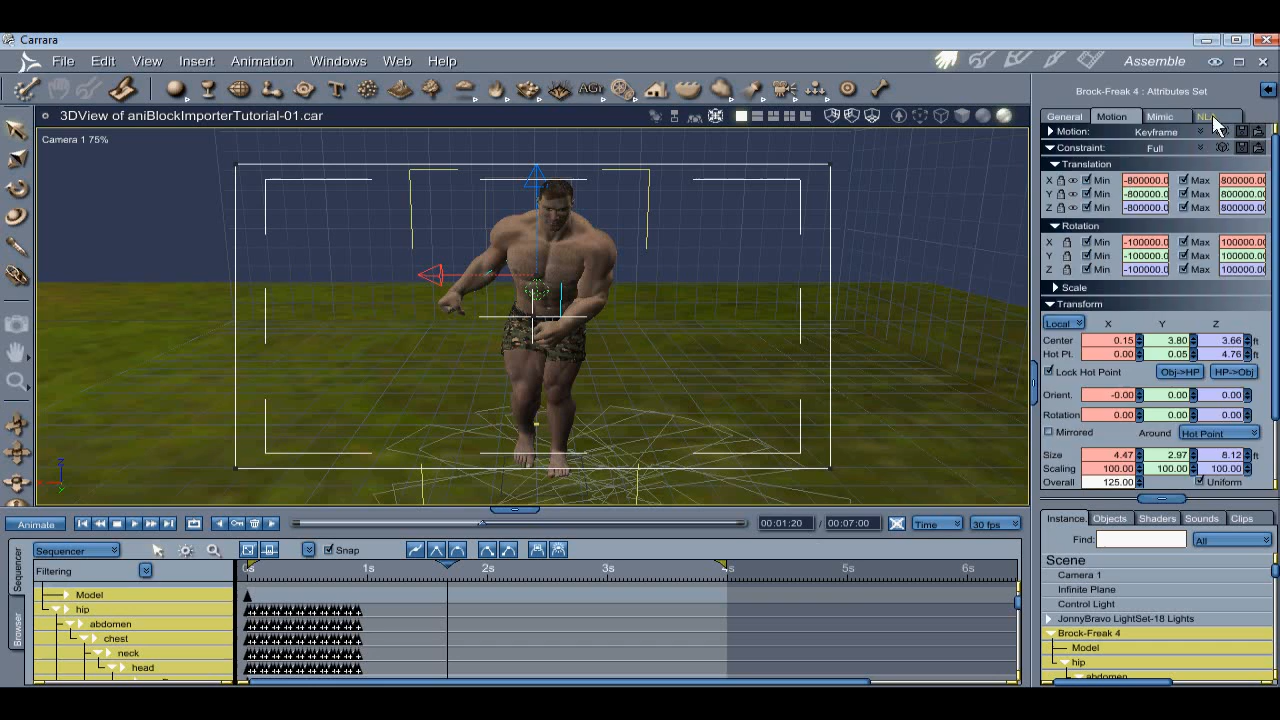 Carrara
File Edit View Insert Animation Windows Web Help
Assemble
3DView of aniBlockImporterTutorial-01.car
Camera 1 75%
Brock-Freak 4 : Attributes Set
General Motion Mimic NL
Motion: Keyframe
Constraint: Full
Translation
X Min -800000.0 Max 800000.0
Y Min -800000.0 Max 800000.0
Z Min -800000.0 Max 800000.0
Rotation
X Min -100000.0 Max 100000.0
Y Min -100000.0 Max 100000.0
Z Min -100000.0 Max 100000.0
Scale
Transform
Local X Y Z
Center 0.15 3.80 3.66 ft
Hot Pt. 0.00 0.05 4.76 ft
Lock Hot Point Obj->HP HP->Obj
Orient. -0.00 0.00 0.00
Rotation 0.00 0.00 0.00
Mirrored Around Hot Point
Size 4.47 2.97 8.12 ft
Scaling 100.00 100.00 100.00
Overall 125.00 Uniform
Animate 00:01:20 / 00:07:00 Time 30 fps
Sequencer Snap
Filtering
0s 1s 2s 3s 5s 6s
Model
hip
abdomen
chest
neck
head
Sequencer
Browser
Instance. Objects Shaders Sounds Clips
Find: All
Scene
Camera 1
Infinite Plane
Control Light
JonnyBravo LightSet-18 Lights
Brock-Freak 4
Model
hip
abdomen